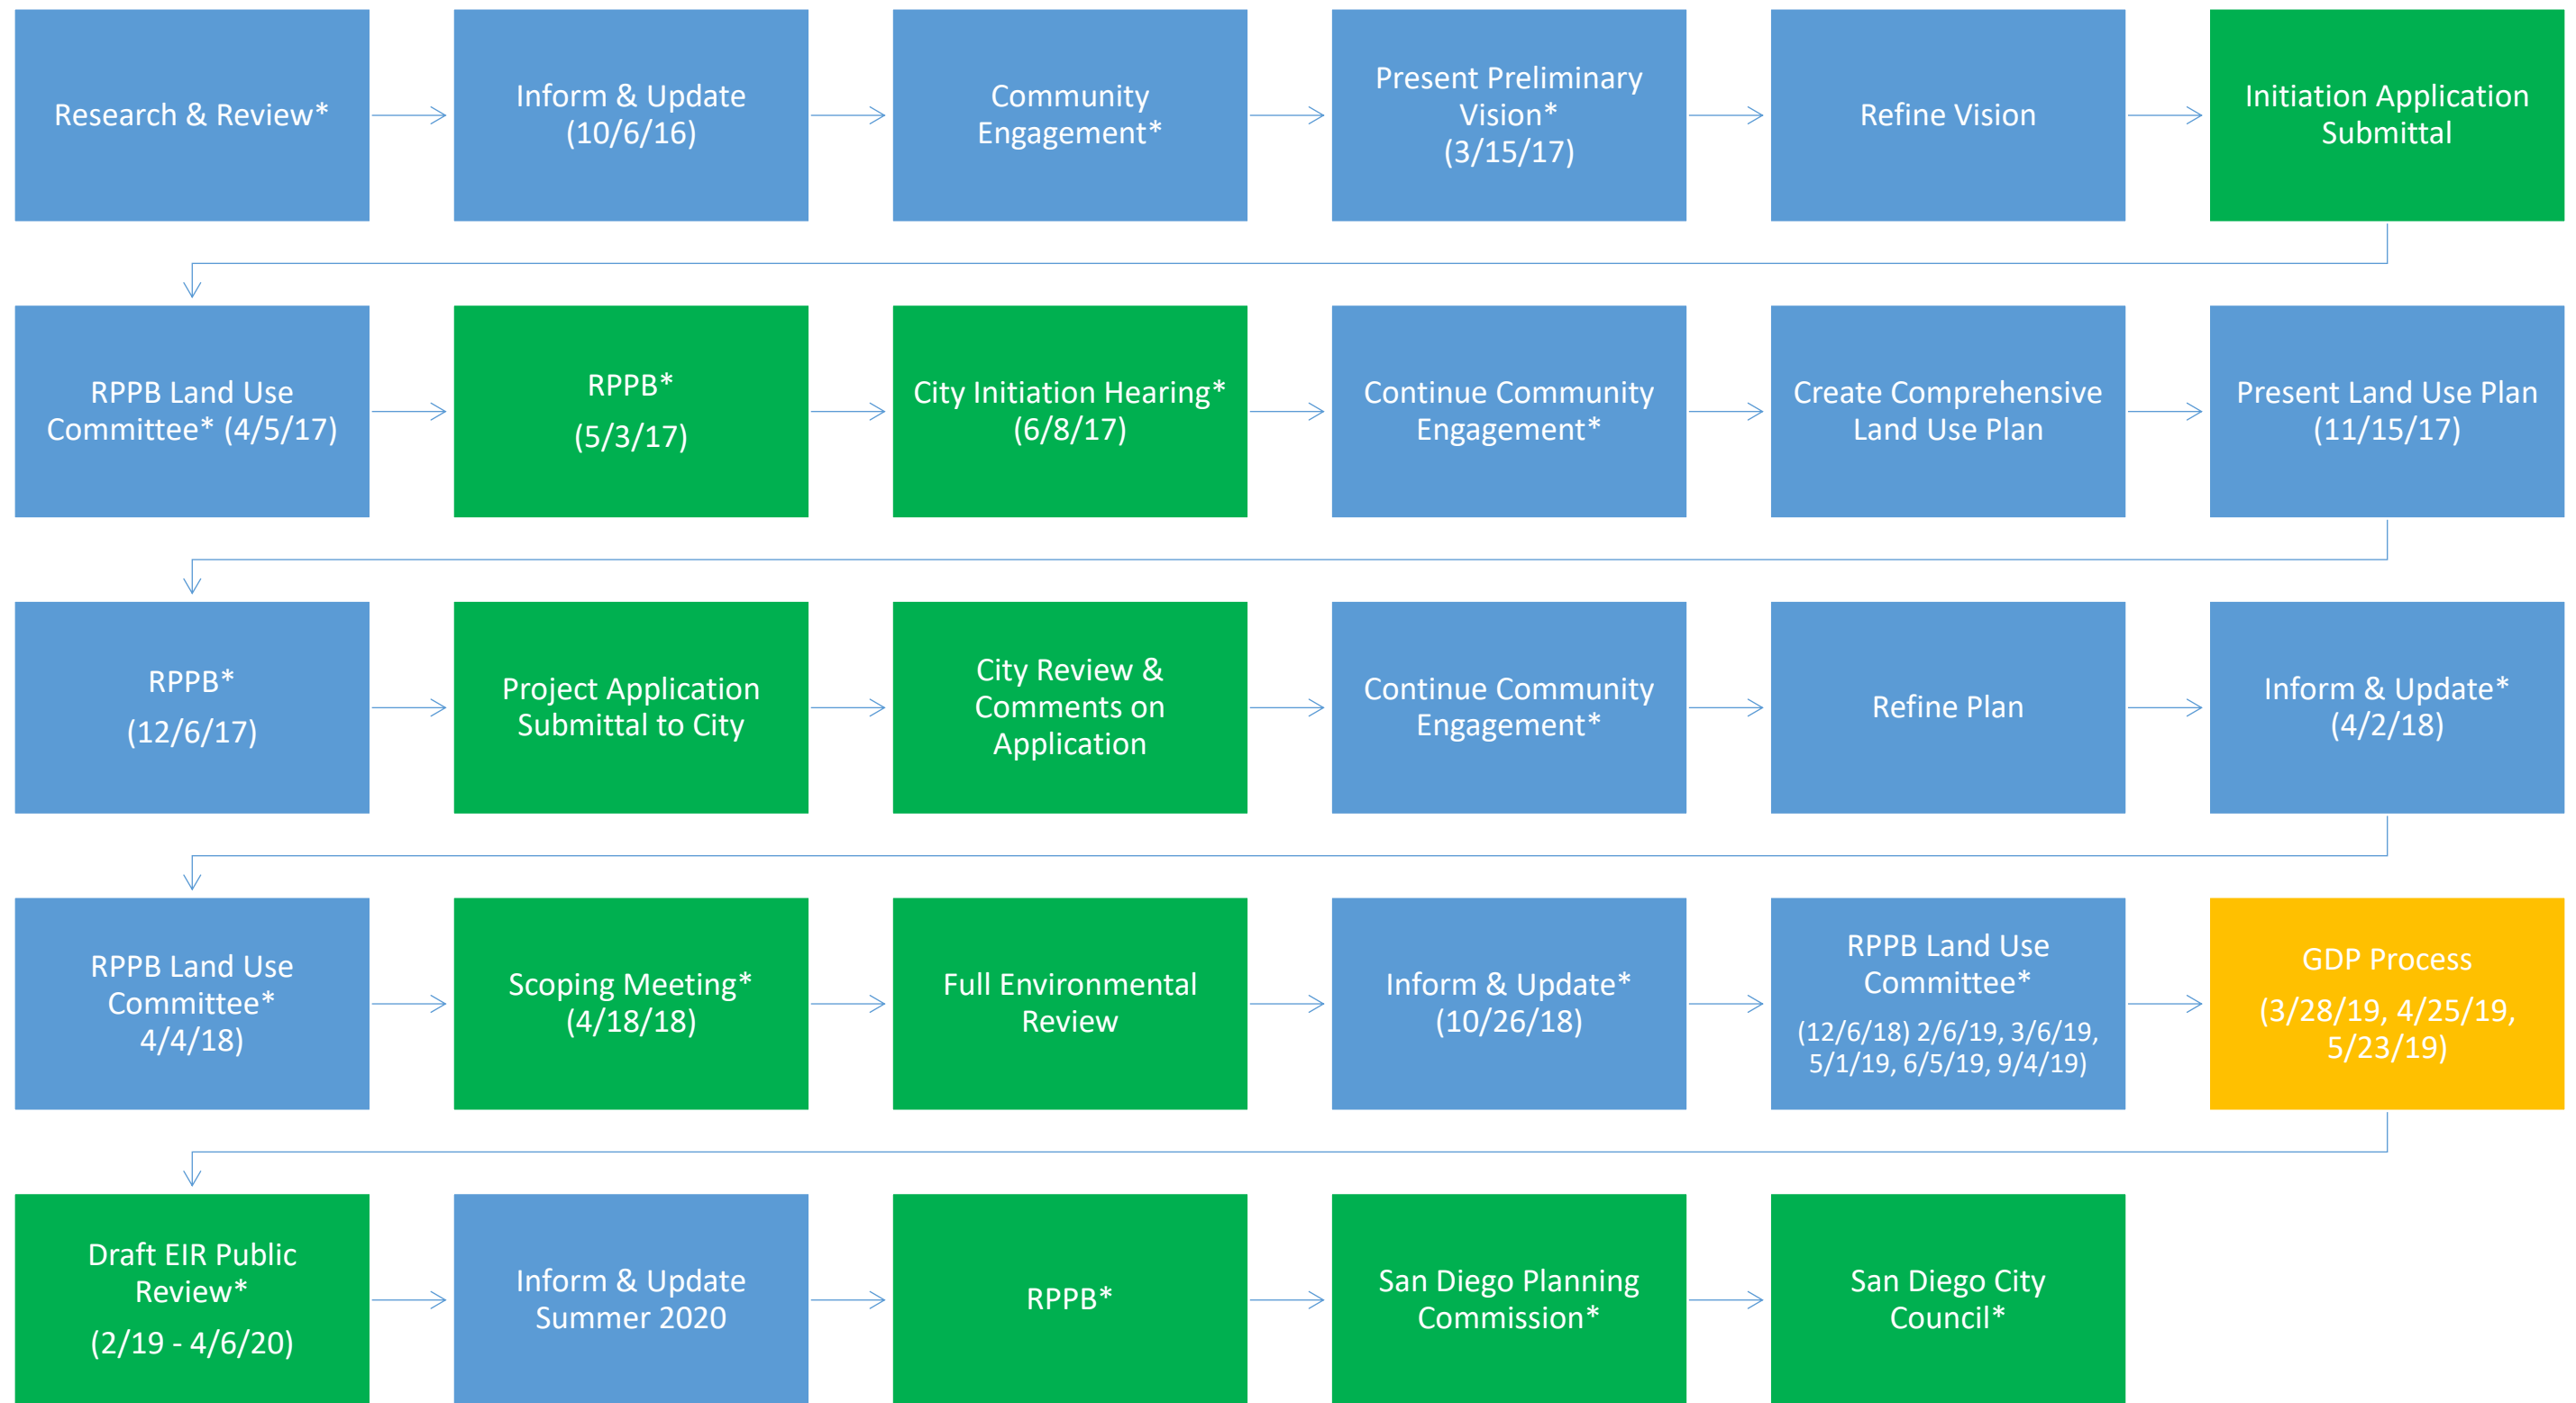 Research & Review*
Inform & Update
(10/6/16)
Community
Engagement*
Present Preliminary
Vision*
(3/15/17)
Refine Vision
Initiation Application
Submittal
RPPB Land Use
Committee* (4/5/17)
RPPB*
(5/3/17)
City Initiation Hearing*
(6/8/17)
Continue Community
Engagement*
Create Comprehensive
Land Use Plan
Present Land Use Plan
(11/15/17)
RPPB*
(12/6/17)
Project Application
Submittal to City
City Review &
Comments on
Application
Continue Community
Engagement*
Refine Plan
Inform & Update*
(4/2/18)
RPPB Land Use
Committee*
4/4/18)
Scoping Meeting*
(4/18/18)
Full Environmental
Review
Inform & Update*
(10/26/18)
RPPB Land Use
Committee*
(12/6/18) 2/6/19, 3/6/19,
5/1/19, 6/5/19, 9/4/19)
GDP Process
(3/28/19, 4/25/19,
5/23/19)
Draft EIR Public
Review*
(2/19 - 4/6/20)
Inform & Update
Summer 2020
RPPB*
San Diego Planning
Commission*
San Diego City
Council*